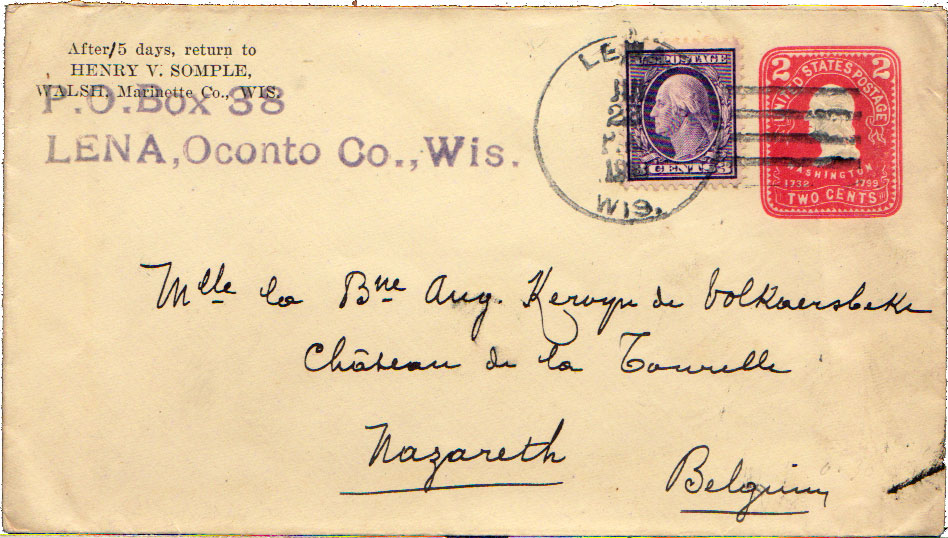 After 5 days, return to
HENRY V. SOMPLE,
WALSH, Marinette Co., WIS.
P.O.Box 38
LENA, Oconto Co., Wis.
LENA
WIS.
U.S. POSTAGE
3 CENTS 3
2 2
UNITED STATES POSTAGE
WASHINGTON
1732 1799
TWO CENTS
Mlle la Bne Aug. Kervyn de Volkaersbeke
Château de la Tourelle
Nazareth
Belgium